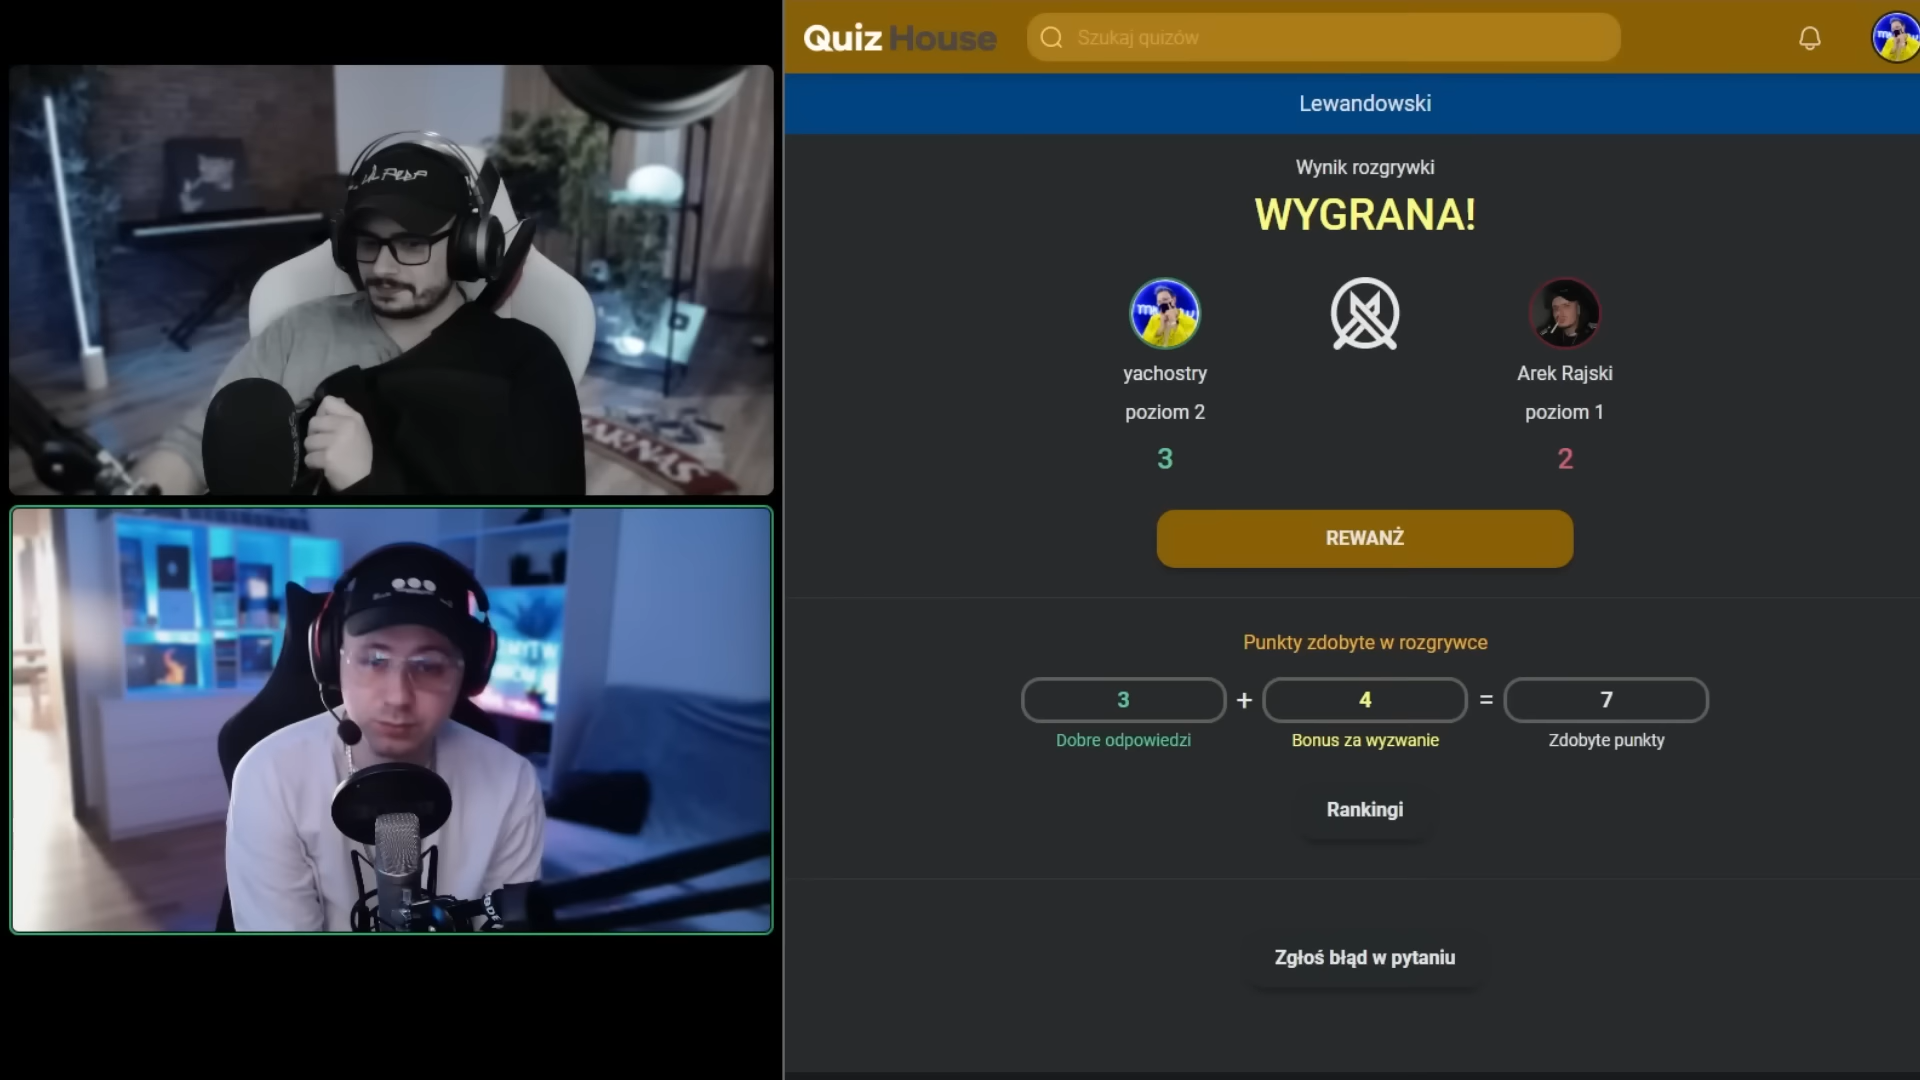 Quiz House
Szukaj quizów
Lewandowski
Wynik rozgrywki
WYGRANA!
yachostry
Arek Rajski
poziom 2
poziom 1
3
2
REWANŻ
Punkty zdobyte w rozgrywce
3 + 4 = 7
Dobre odpowiedzi
Bonus za wyzwanie
Zdobyte punkty
Rankingi
Zgłoś błąd w pytaniu